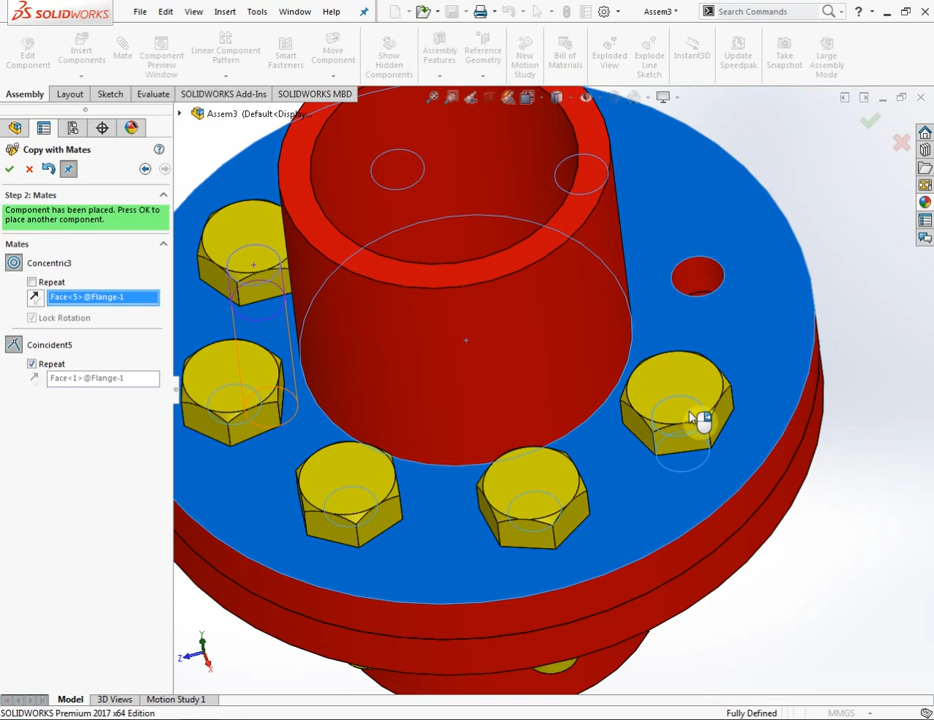 SOLIDWORKS
File Edit View Insert Tools Window Help
Assem3 *
Search Commands
Edit Component
Insert Components
Mate
Component Preview Window
Linear Component Pattern
Smart Fasteners
Move Component
Show Hidden Components
Assembly Features
Reference Geometry
New Motion Study
Bill of Materials
Exploded View
Explode Line Sketch
Instant3D
Update Speedpak
Take Snapshot
Large Assembly Mode
Assembly Layout Sketch Evaluate SOLIDWORKS Add-Ins SOLIDWORKS MBD
Assem3 (Default<Display...
Copy with Mates
Step 2: Mates
Component has been placed. Press OK to
place another component.
Mates
Concentric3
Repeat
Face<5>@Flange-1
Lock Rotation
Coincident5
Repeat
Face<1>@Flange-1
Y
Z
X
Model 3D Views Motion Study 1
SOLIDWORKS Premium 2017 x64 Edition
Fully Defined
MMGS